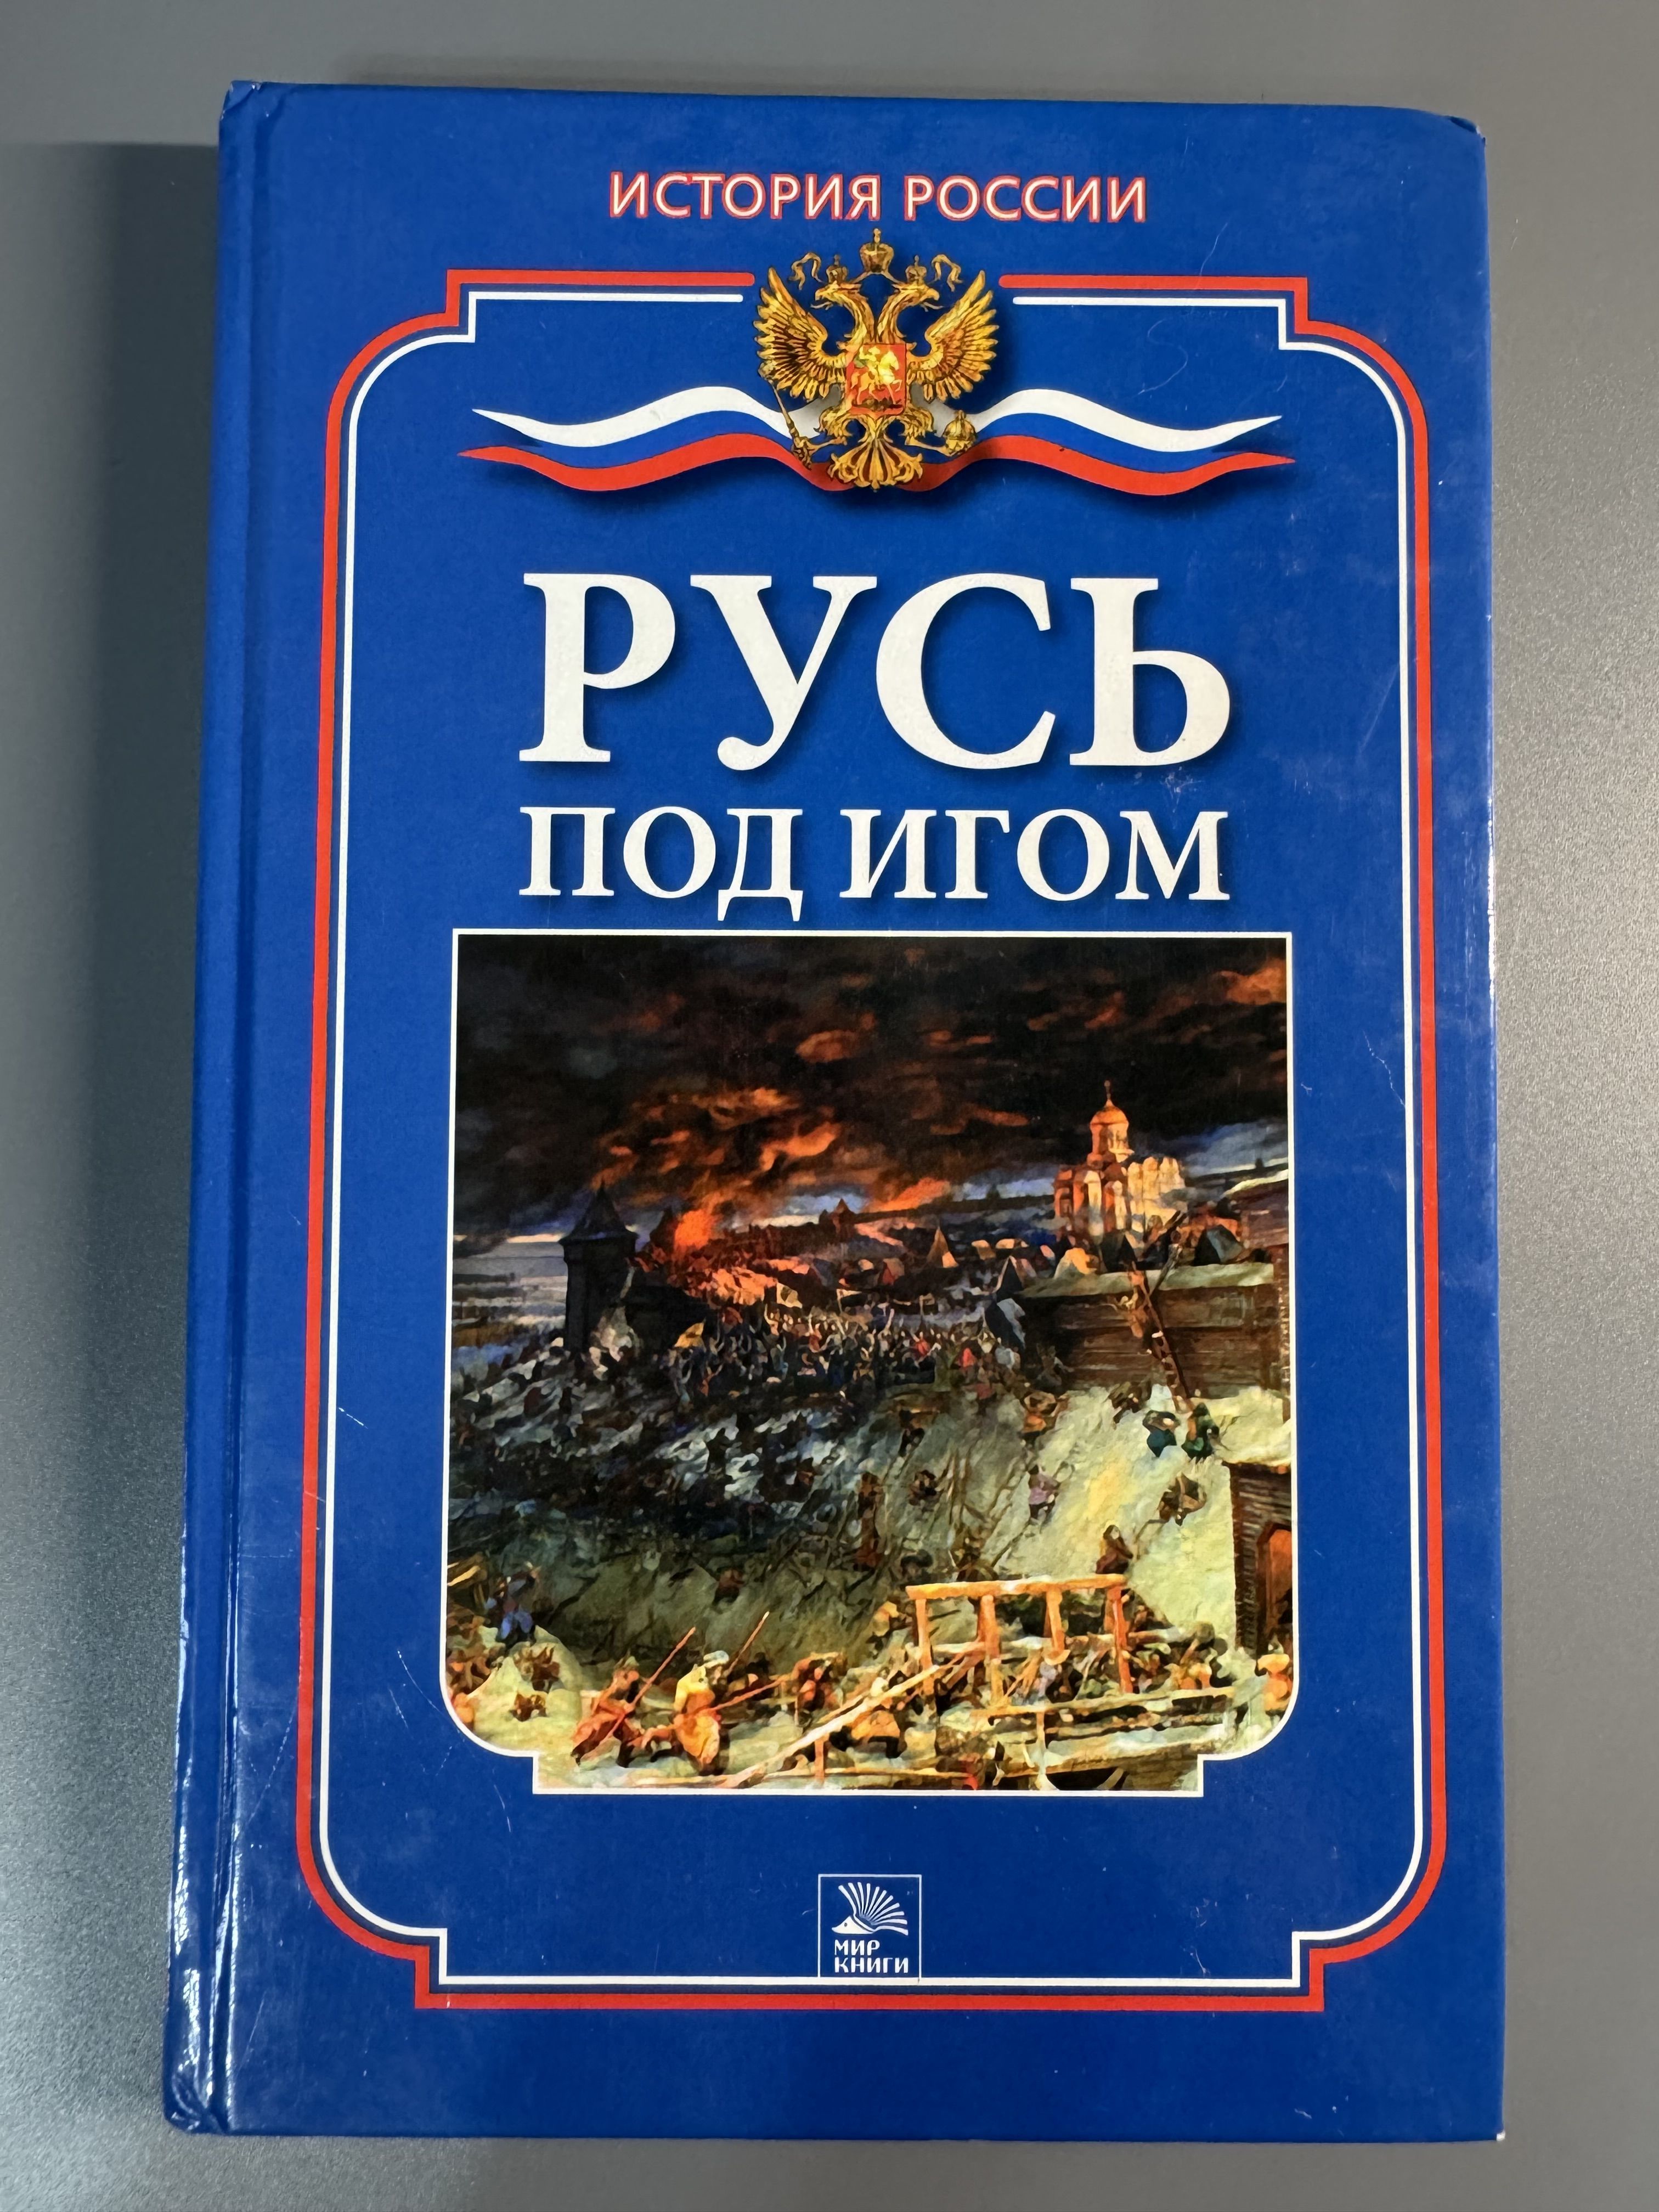 ИСТОРИЯ РОССИИ
РУСЬ
ПОД ИГОМ
МИР
КНИГИ